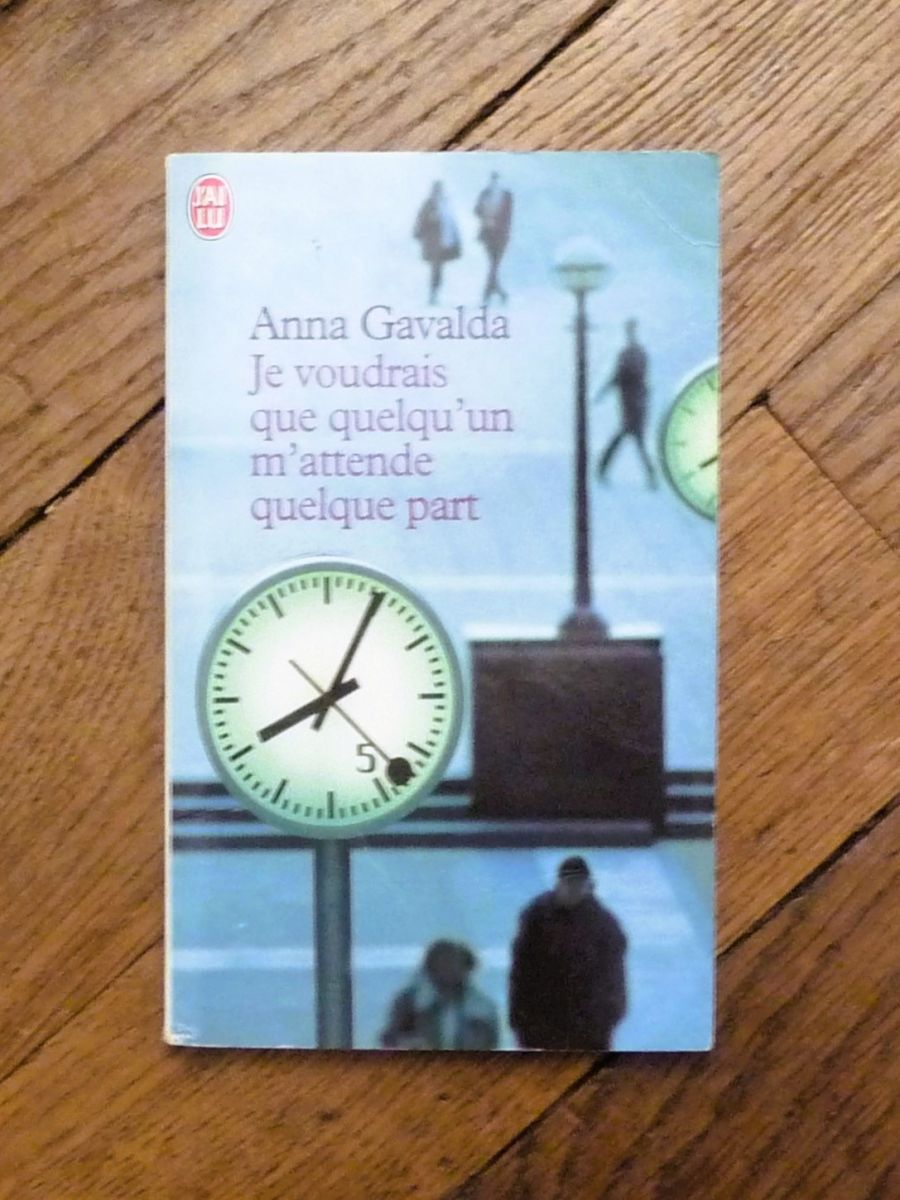 J'AI
LU
Anna Gavalda
Je voudrais
que quelqu'un
m'attende
quelque part
5